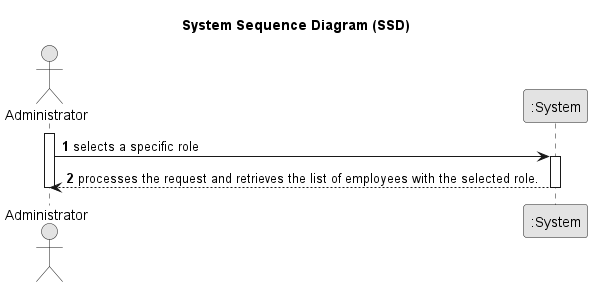 System Sequence Diagram (SSD)
Administrator
:System
1 selects a specific role
2 processes the request and retrieves the list of employees with the selected role.
Administrator
:System